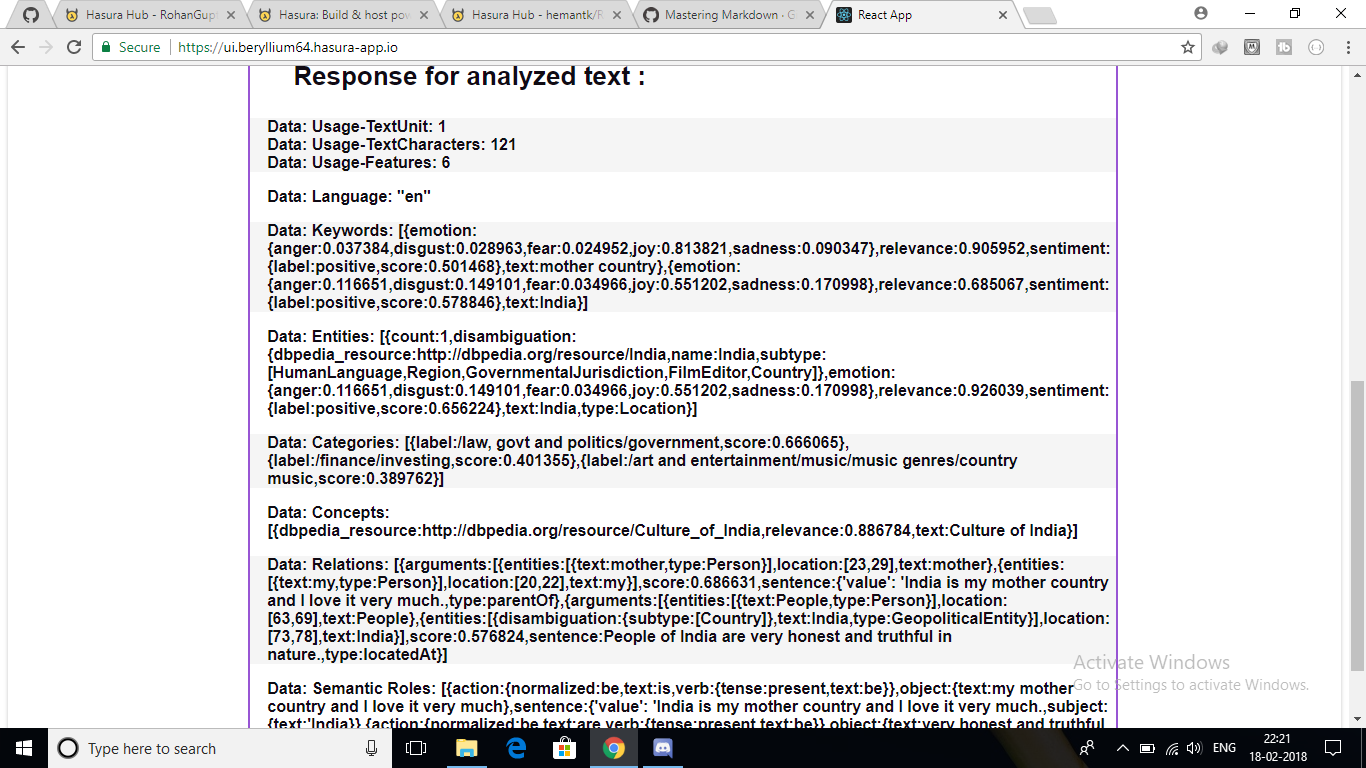 Hasura Hub - RohanGup
Hasura: Build & host pow
Hasura Hub - hemantk/R
Mastering Markdown · G
React App
Secure
https://ui.beryllium64.hasura-app.io
Response for analyzed text :
Data: Usage-TextUnit: 1
Data: Usage-TextCharacters: 121
Data: Usage-Features: 6
Data: Language: "en"
Data: Keywords: [{emotion:
{anger:0.037384,disgust:0.028963,fear:0.024952,joy:0.813821,sadness:0.090347},relevance:0.905952,sentiment:
{label:positive,score:0.501468},text:mother country},{emotion:
{anger:0.116651,disgust:0.149101,fear:0.034966,joy:0.551202,sadness:0.170998},relevance:0.685067,sentiment:
{label:positive,score:0.578846},text:India}]
Data: Entities: [{count:1,disambiguation:
{dbpedia_resource:http://dbpedia.org/resource/India,name:India,subtype:
[HumanLanguage,Region,GovernmentalJurisdiction,FilmEditor,Country]},emotion:
{anger:0.116651,disgust:0.149101,fear:0.034966,joy:0.551202,sadness:0.170998},relevance:0.926039,sentiment:
{label:positive,score:0.656224},text:India,type:Location}]
Data: Categories: [{label:/law, govt and politics/government,score:0.666065},
{label:/finance/investing,score:0.401355},{label:/art and entertainment/music/music genres/country
music,score:0.389762}]
Data: Concepts:
[{dbpedia_resource:http://dbpedia.org/resource/Culture_of_India,relevance:0.886784,text:Culture of India}]
Data: Relations: [{arguments:[{entities:[{text:mother,type:Person}],location:[23,29],text:mother},{entities:
[{text:my,type:Person}],location:[20,22],text:my}],score:0.686631,sentence:{'value': 'India is my mother country
and I love it very much.,type:parentOf},{arguments:[{entities:[{text:People,type:Person}],location:
[63,69],text:People},{entities:[{disambiguation:{subtype:[Country]},text:India,type:GeopoliticalEntity}],location:
[73,78],text:India}],score:0.576824,sentence:People of India are very honest and truthful in
nature.,type:locatedAt}]
Data: Semantic Roles: [{action:{normalized:be,text:is,verb:{tense:present,text:be}},object:{text:my mother
country and I love it very much},sentence:{'value': 'India is my mother country and I love it very much.,subject:
{text:'India}},{action:{normalized:be,text:are,verb:{tense:present,text:be}},object:{text:very honest and truthful
Activate Windows
Go to Settings to activate Windows.
Type here to search
ENG
22:21
18-02-2018